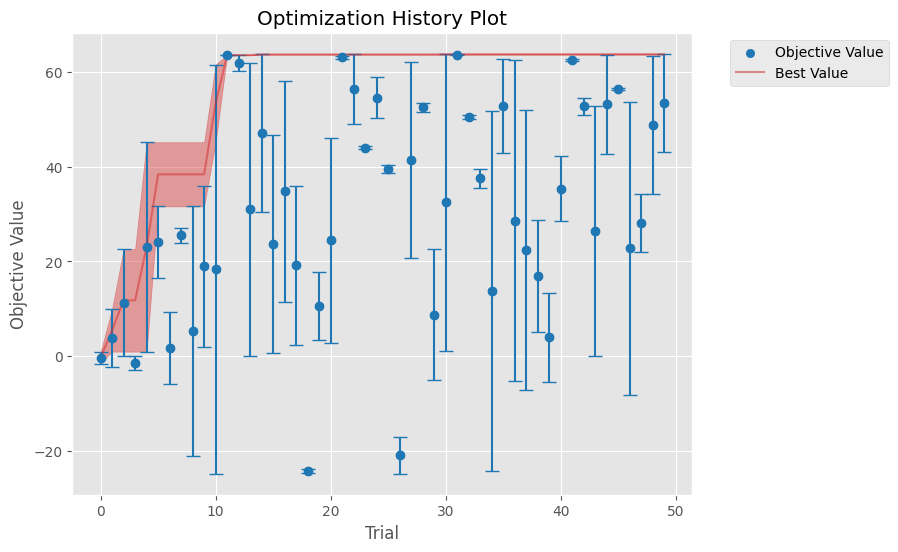 Optimization History Plot
Objective Value
Best Value
Objective Value
60
40
20
0
−20
0 10 20 30 40 50
Trial